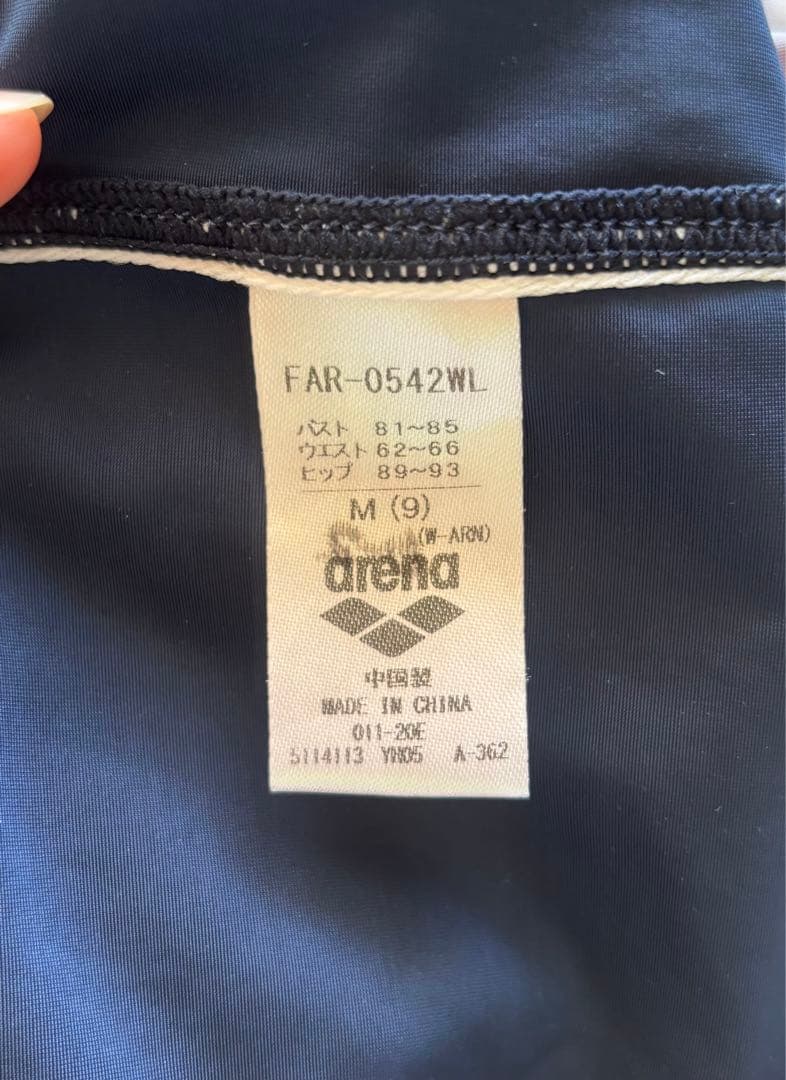 FAR-0542WL
バスト 81~85
ウエスト 62~66
ヒップ 89~93
M (9)
(W-ARN)
arena
中国製
MADE IN CHINA
011-20E
5114113 YH05 A-362